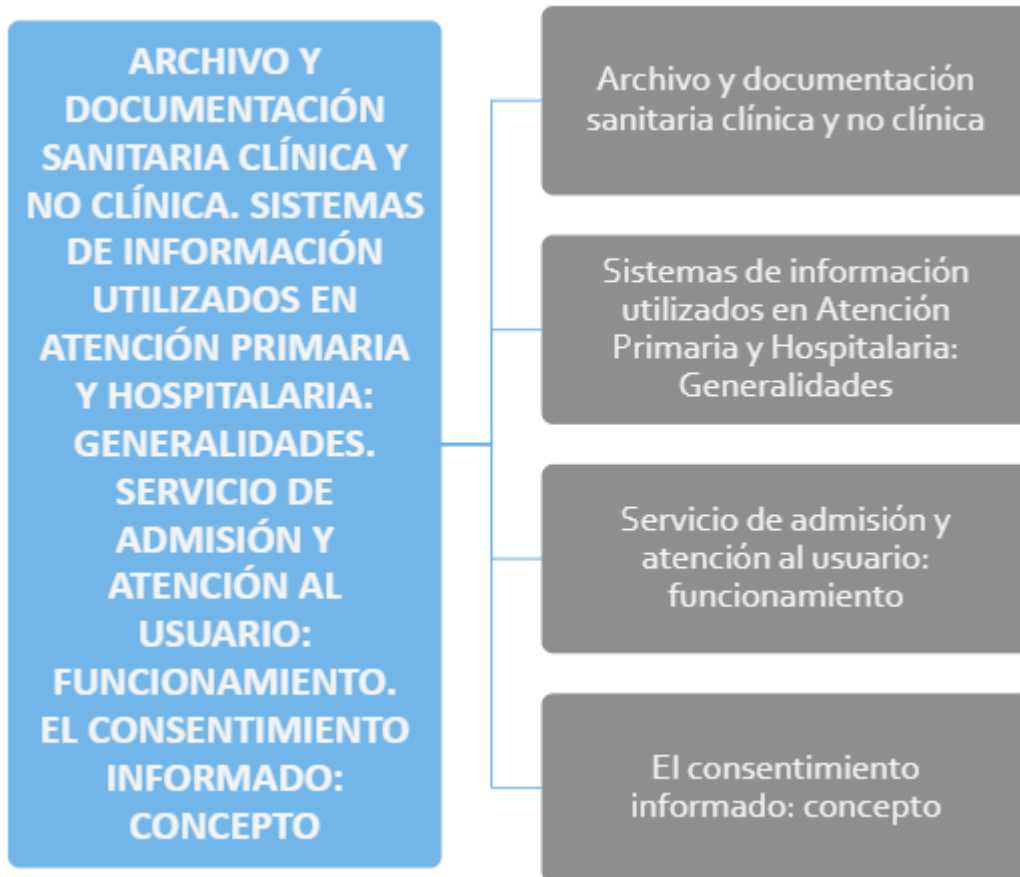 ARCHIVO Y
DOCUMENTACIÓN
SANITARIA CLÍNICA Y
NO CLÍNICA. SISTEMAS
DE INFORMACIÓN
UTILIZADOS EN
ATENCIÓN PRIMARIA
Y HOSPITALARIA:
GENERALIDADES.
SERVICIO DE
ADMISIÓN Y
ATENCIÓN AL
USUARIO:
FUNCIONAMIENTO.
EL CONSENTIMIENTO
INFORMADO:
CONCEPTO
Archivo y documentación
sanitaria clínica y no clínica
Sistemas de información
utilizados en Atención
Primaria y Hospitalaria:
Generalidades
Servicio de admisión y
atención al usuario:
funcionamiento
El consentimiento
informado: concepto